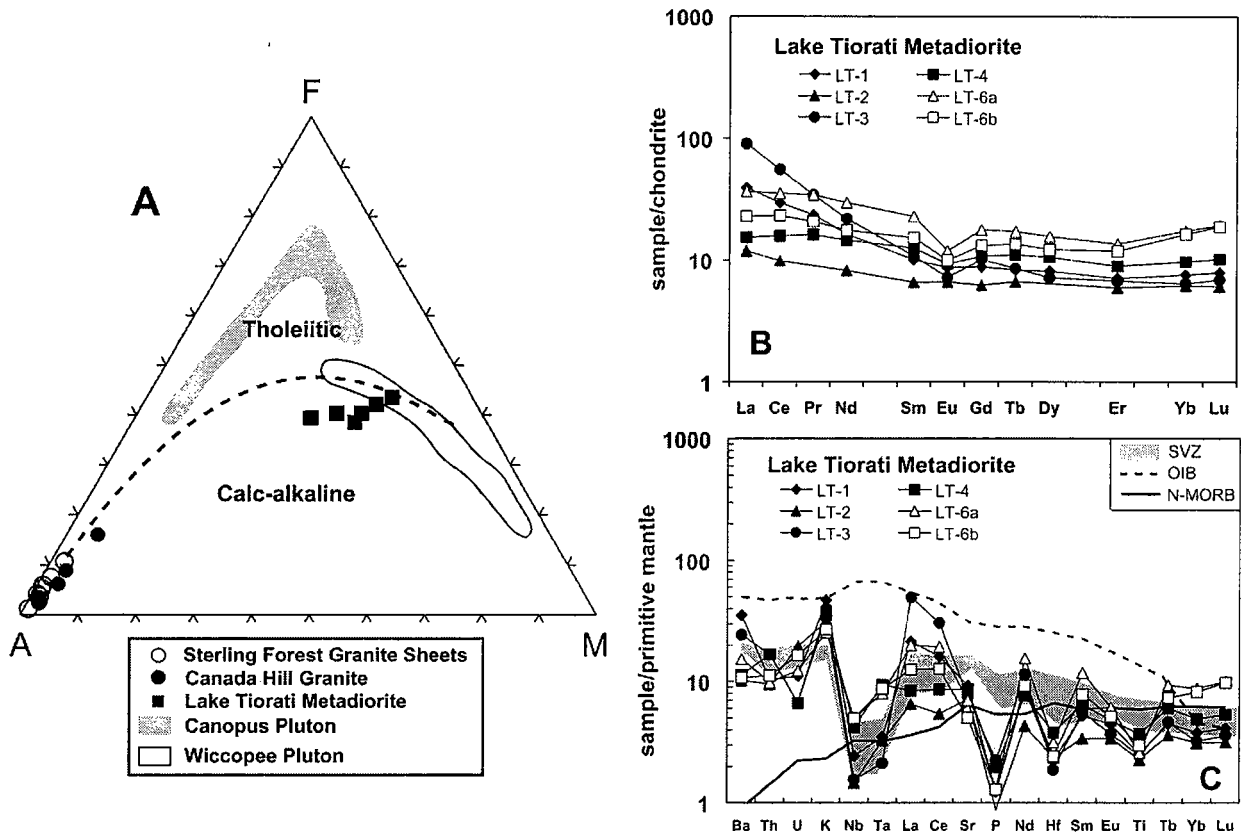 F
A
Tholeiitic
Calc-alkaline
A
M
Sterling Forest Granite Sheets
Canada Hill Granite
Lake Tiorati Metadiorite
Canopus Pluton
Wiccopee Pluton
1000
100
10
1
sample/chondrite
Lake Tiorati Metadiorite
LT-1
LT-4
LT-2
LT-6a
LT-3
LT-6b
B
La Ce Pr Nd Sm Eu Gd Tb Dy Er Yb Lu
1000
100
10
1
sample/primitive mantle
Lake Tiorati Metadiorite
LT-1
LT-4
LT-2
LT-6a
LT-3
LT-6b
SVZ
OIB
N-MORB
C
Ba Th U K Nb Ta La Ce Sr P Nd Hf Sm Eu Ti Tb Yb Lu